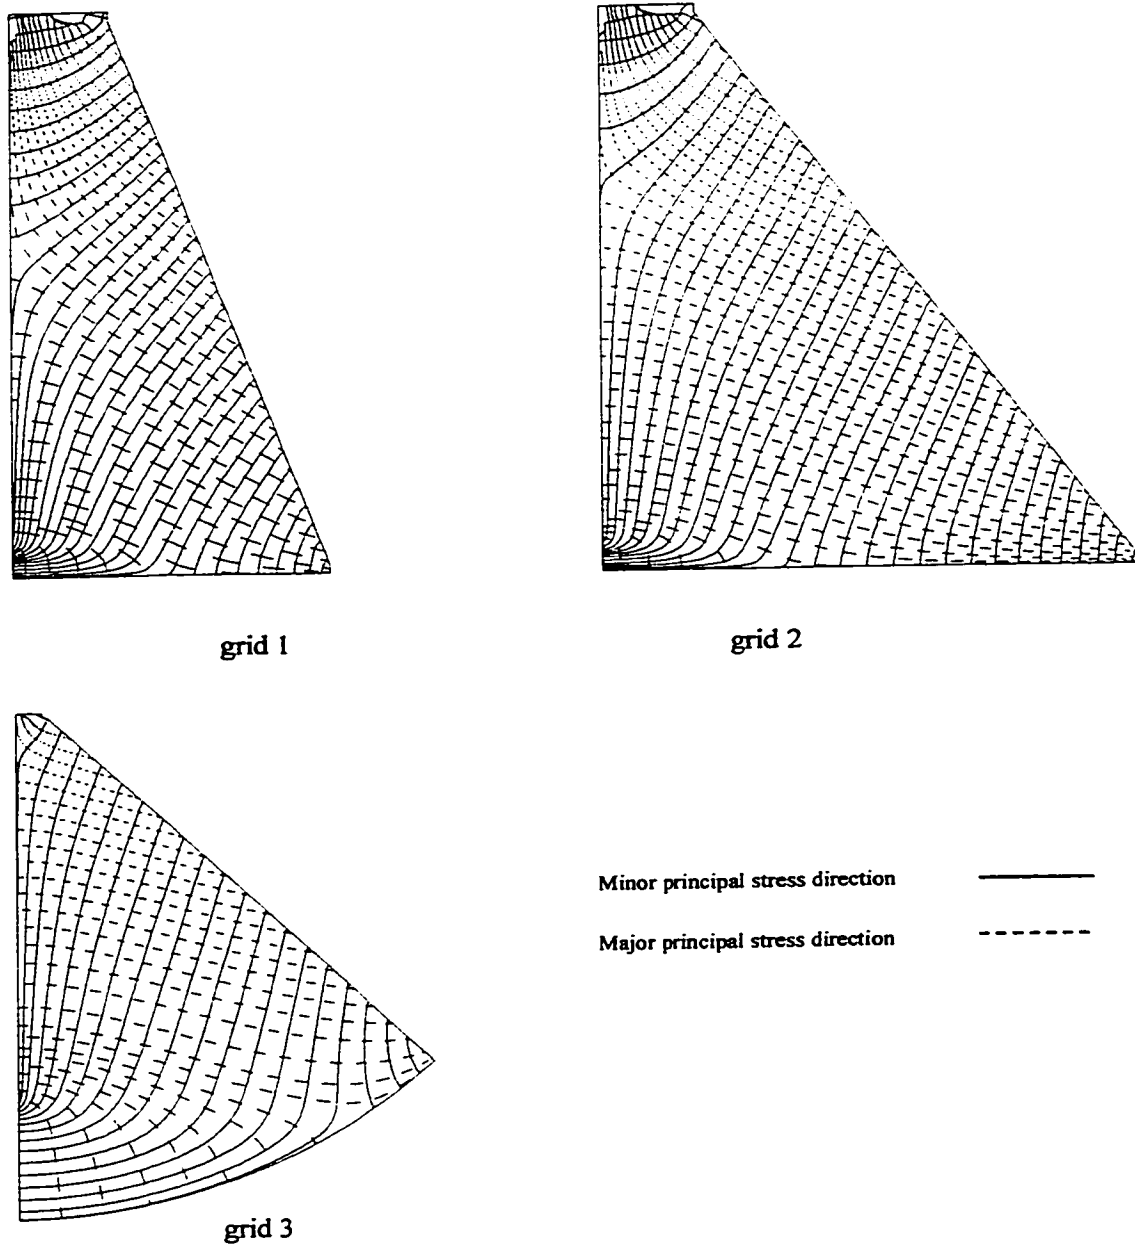 grid 1
grid 2
Minor principal stress direction
Major principal stress direction
grid 3